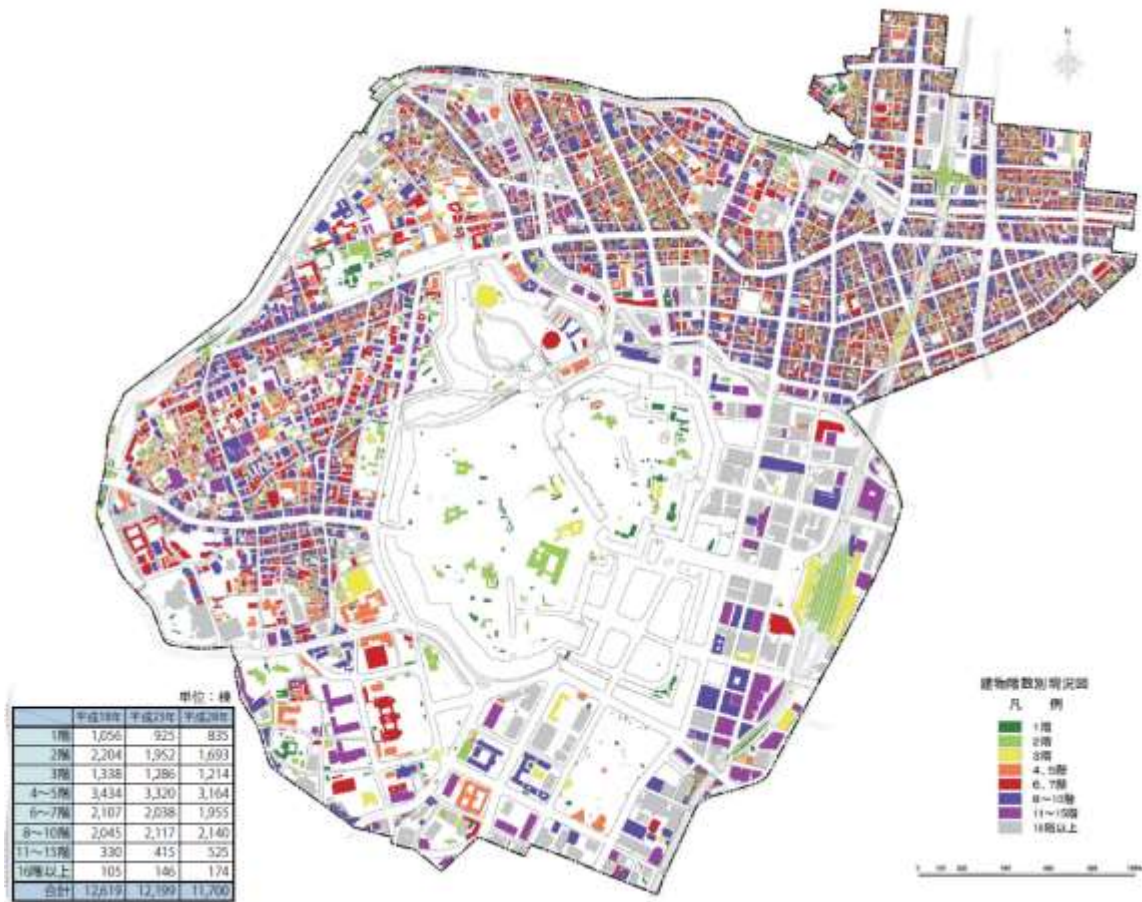 N
単位：棟
平成18年 平成23年 平成28年
1階 1,056 925 835
2階 2,204 1,952 1,693
3階 1,338 1,286 1,214
4～5階 3,434 3,320 3,164
6～7階 2,107 2,038 1,955
8～10階 2,045 2,117 2,140
11～15階 330 415 525
16階以上 105 146 174
合計 12,619 12,199 11,700
建物階数別現況図
凡 例
1階
2階
3階
4、5階
6、7階
8～10階
11～15階
16階以上